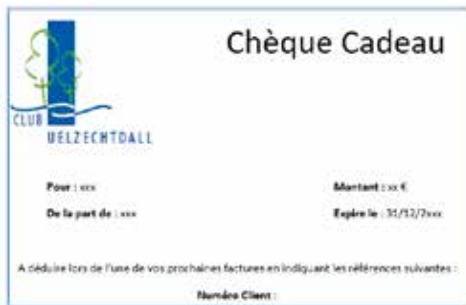 Chèque Cadeau
CLUB
UELZECHTDALL
Pour : xxx
Montant : xx €
De la part de : xxx
Expire le : 31/12/2xxx
A déduire lors de l'une de vos prochaines factures en indiquant les références suivantes :
Numéro Client :